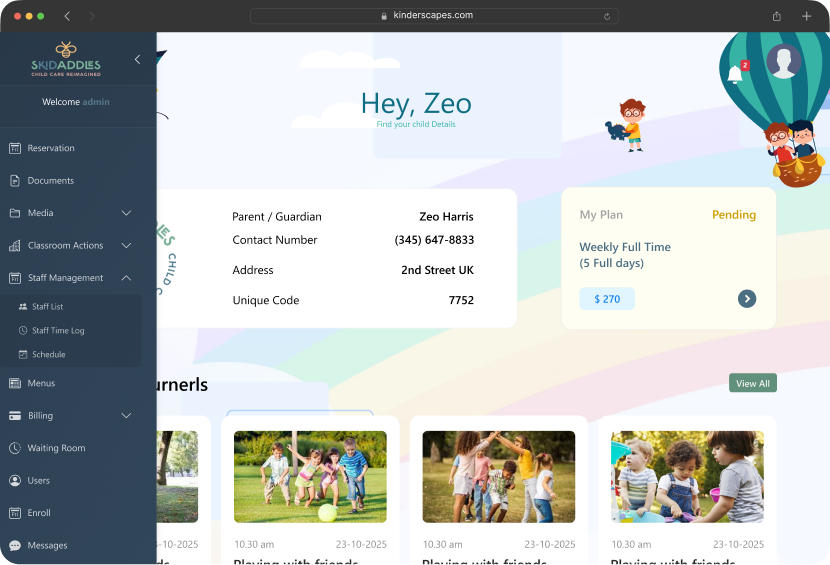 kinderscapes.com
SKIDADDLES
CHILD CARE REIMAGINED
Welcome admin
Reservation
Documents
Media
Classroom Actions
Staff Management
Staff List
Staff Time Log
Schedule
Menus
Billing
Waiting Room
Users
Enroll
Messages
2
Hey, Zeo
Find your child Details
CHILD C
Parent / Guardian Zeo Harris
Contact Number (345) 647-8833
Address 2nd Street UK
Unique Code 7752
My Plan Pending
Weekly Full Time
(5 Full days)
$ 270
urnerls
View All
-10-2025
10.30 am 23-10-2025
Playing with friends
10.30 am 23-10-2025
Playing with friends
10.30 am 23-10-2025
Playing with friends